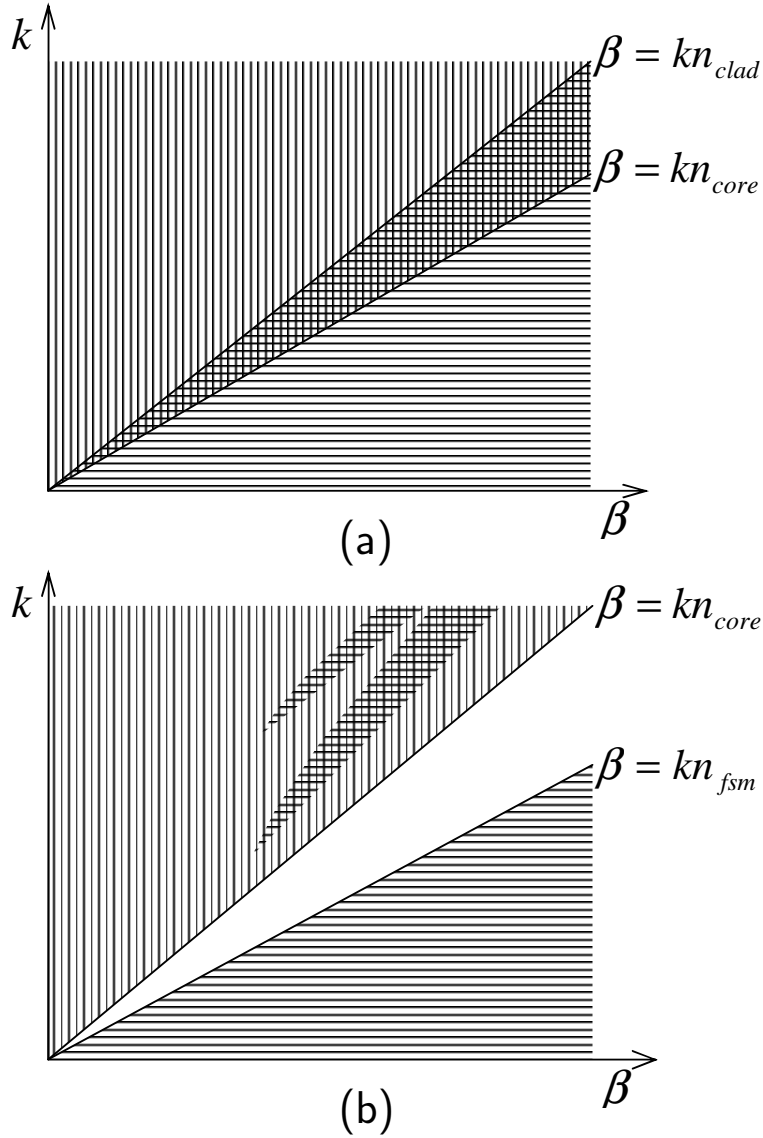 k
β = kn_clad
β = kn_core
β
(a)
k
β = kn_core
β = kn_fsm
β
(b)